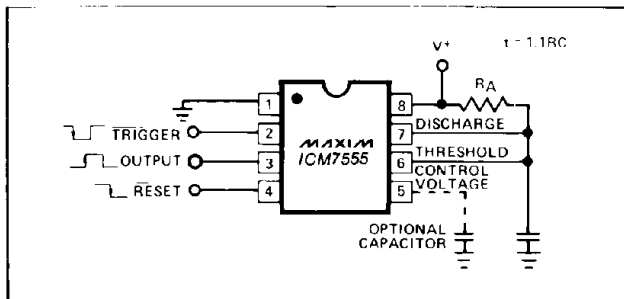 V+
t = 1.1RC
RA
1
8
DISCHARGE
TRIGGER
2
7
MAXIM
ICM7555
THRESHOLD
OUTPUT
3
6
CONTROL
VOLTAGE
RESET
4
5
OPTIONAL
CAPACITOR